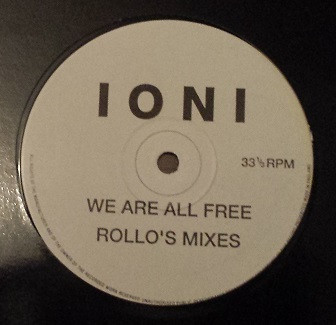 IONI
33⅓ RPM
WE ARE ALL FREE
ROLLO'S MIXES